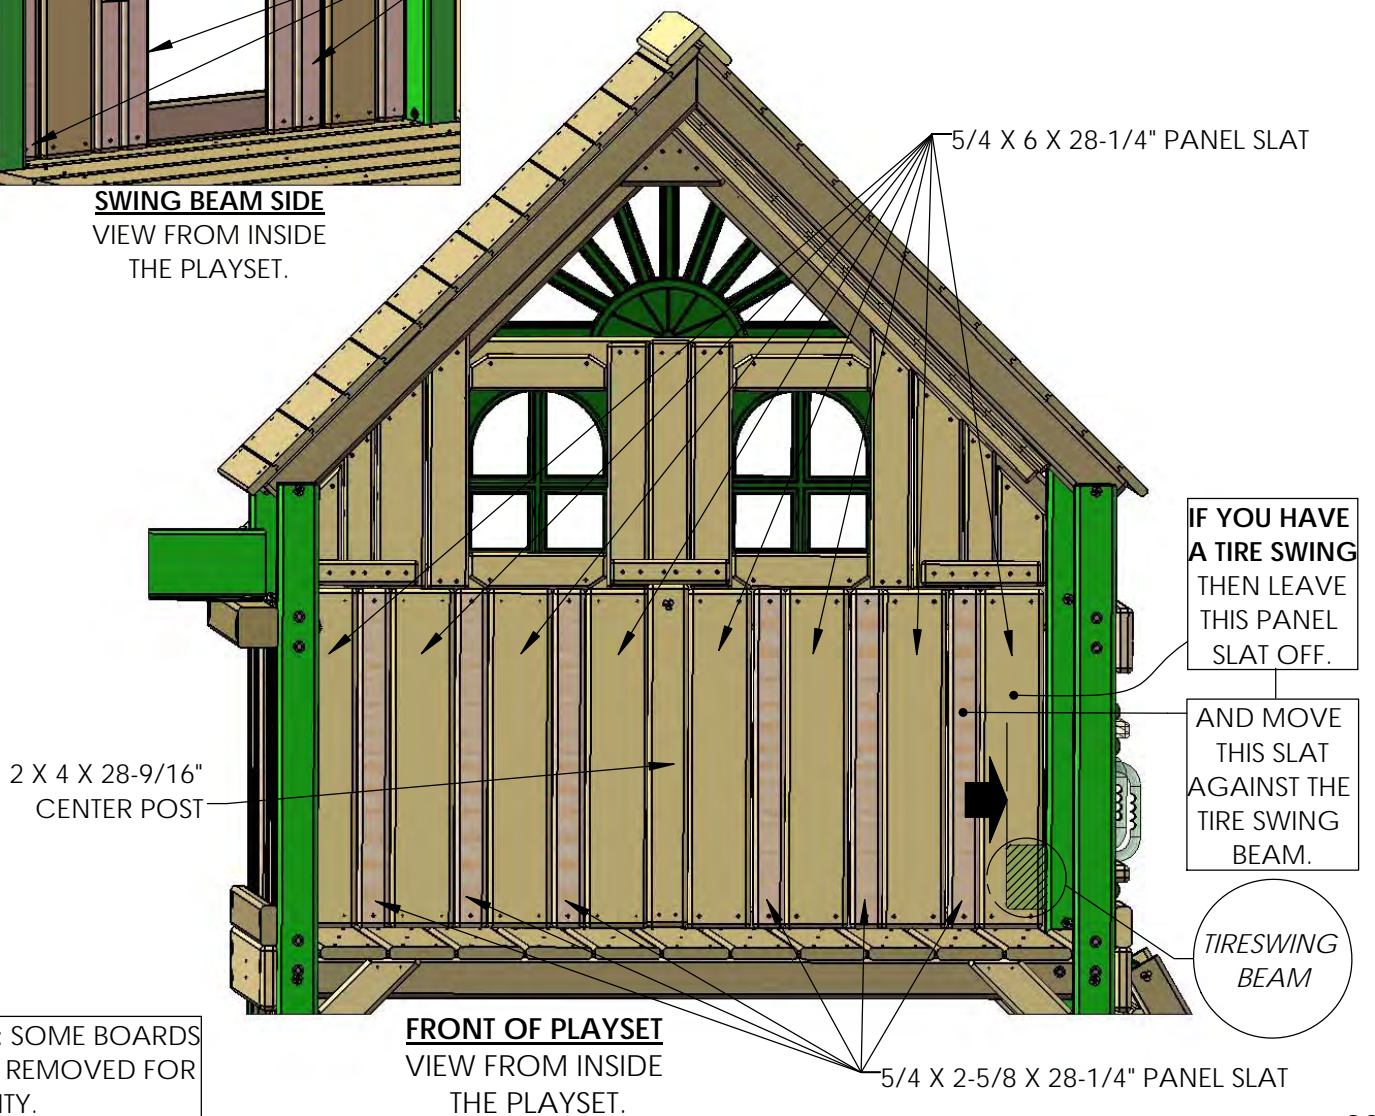 SWING BEAM SIDE
VIEW FROM INSIDE
THE PLAYSET.
5/4 X 6 X 28-1/4" PANEL SLAT
IF YOU HAVE
A TIRE SWING
THEN LEAVE
THIS PANEL
SLAT OFF.
AND MOVE
THIS SLAT
AGAINST THE
TIRE SWING
BEAM.
2 X 4 X 28-9/16"
CENTER POST
TIRESWING
BEAM
FRONT OF PLAYSET
VIEW FROM INSIDE
THE PLAYSET.
5/4 X 2-5/8 X 28-1/4" PANEL SLAT
: SOME BOARDS
REMOVED FOR